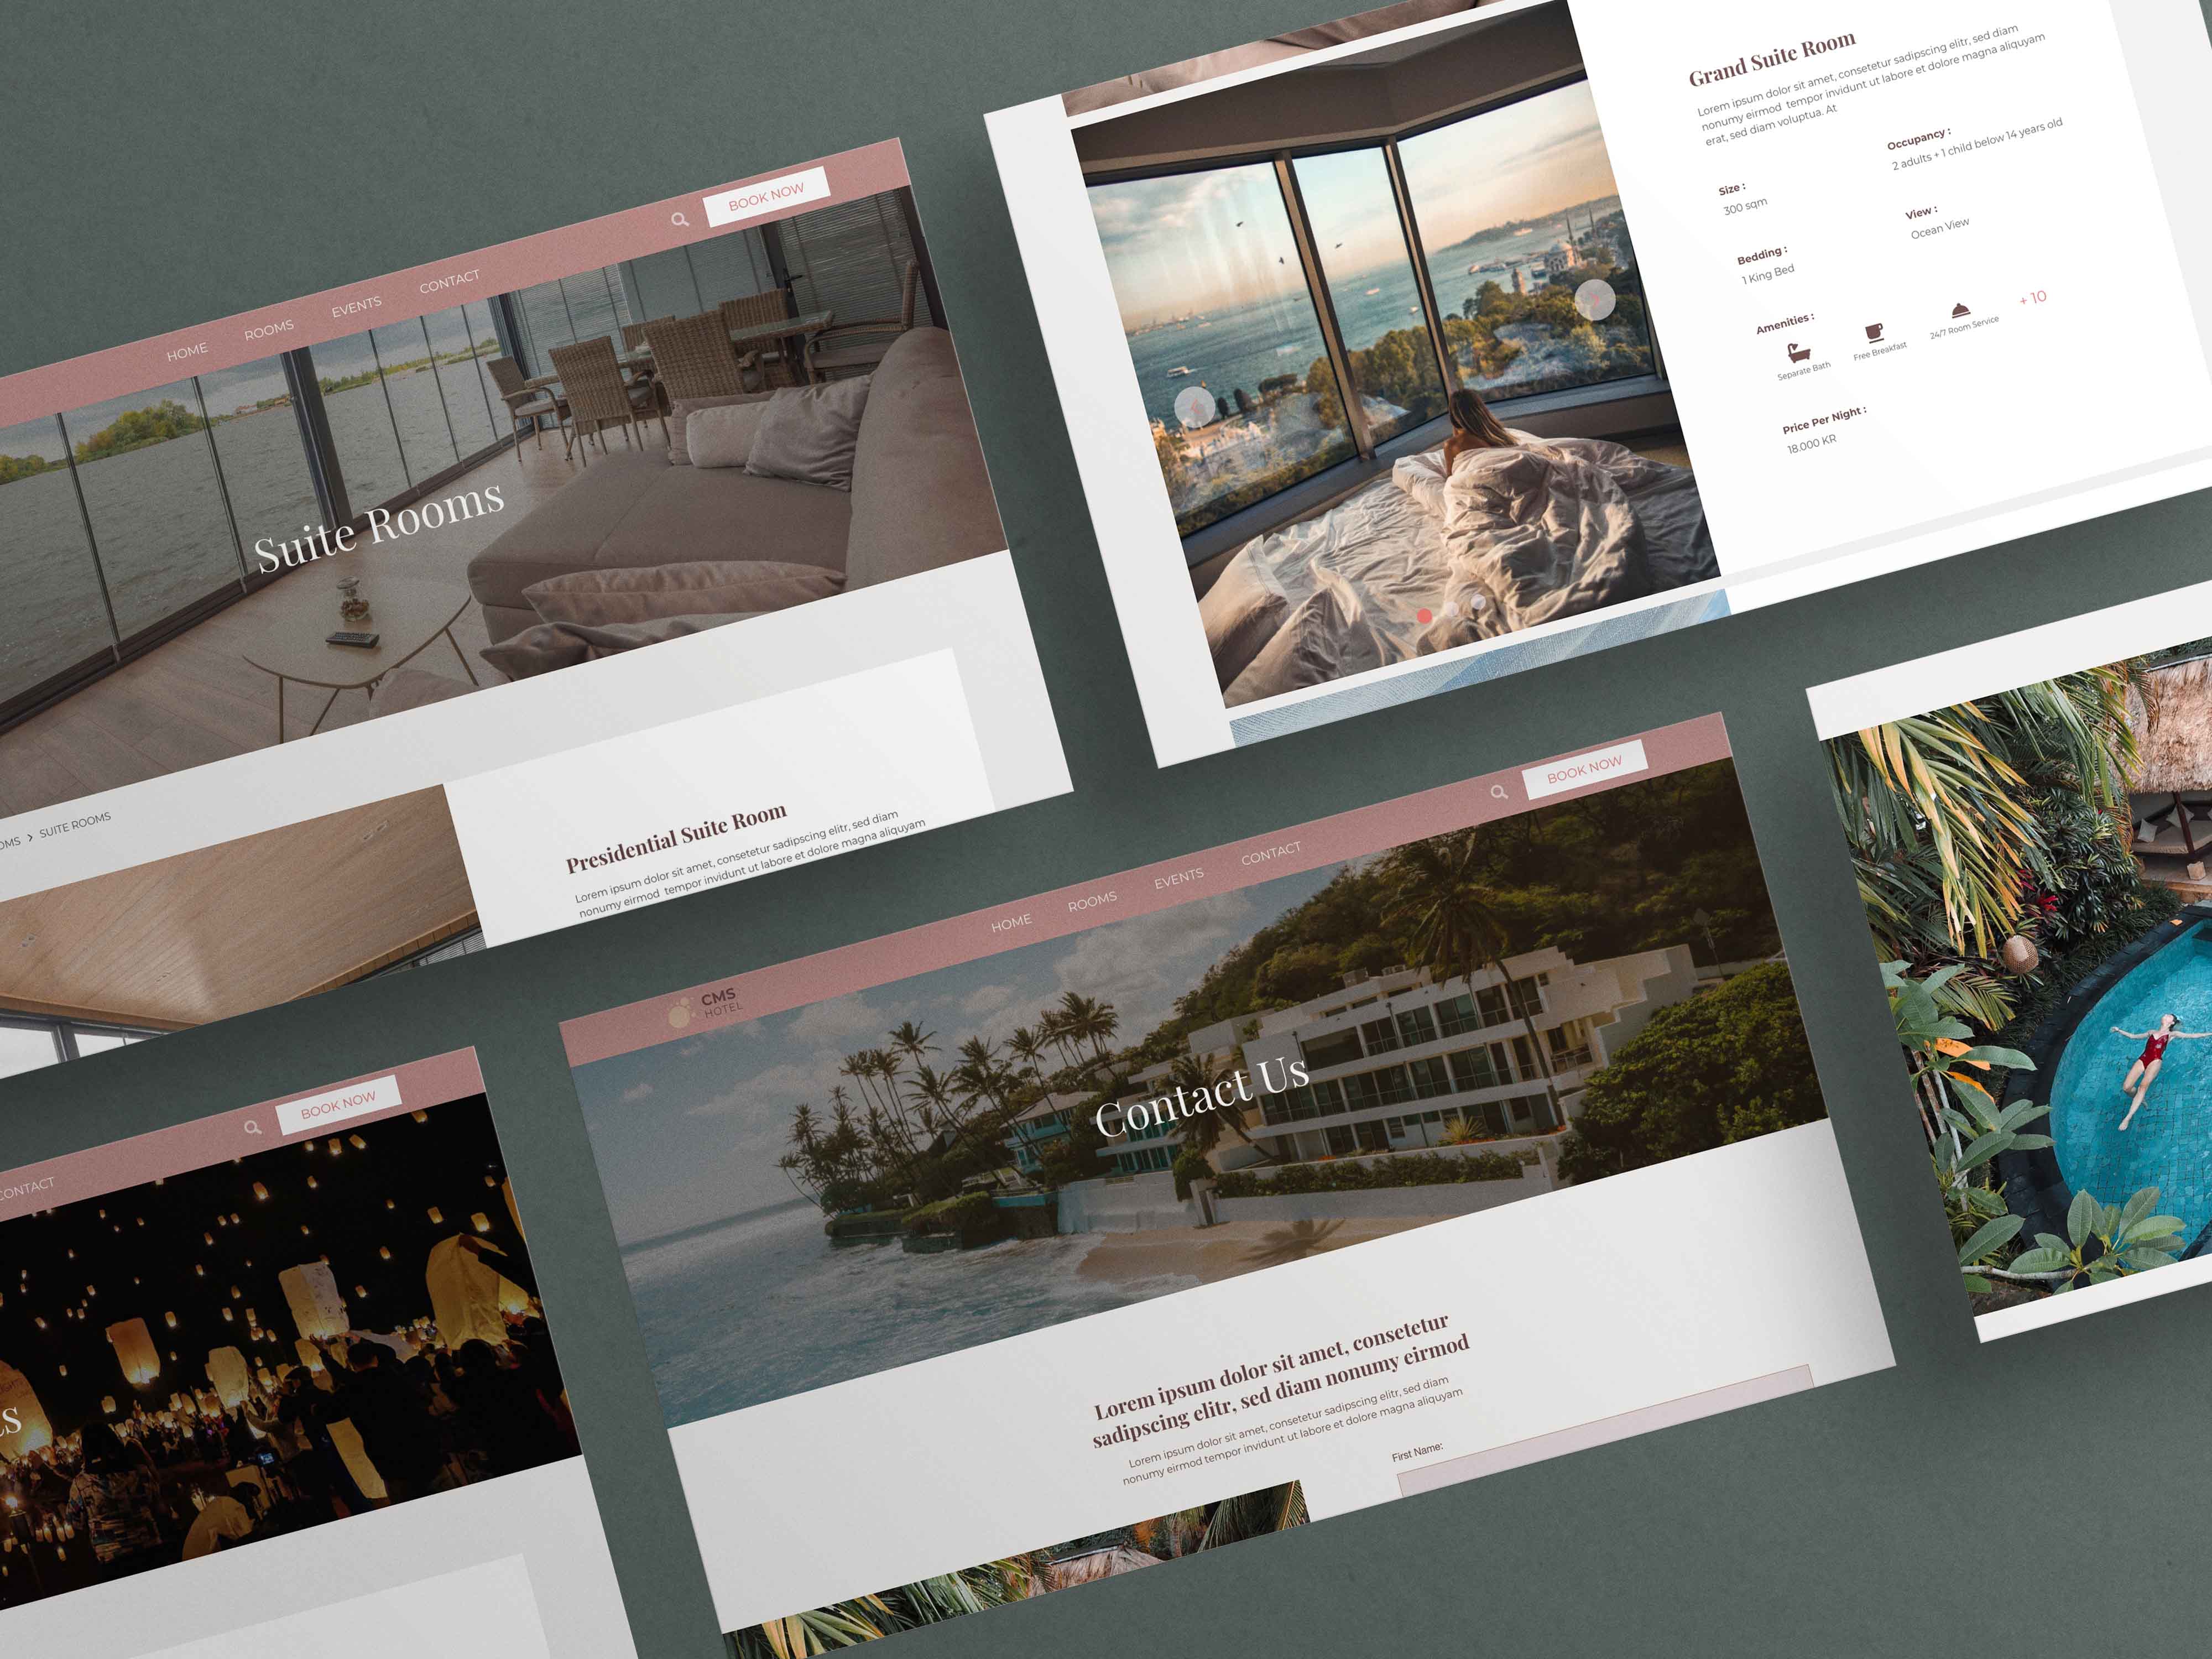 HOME ROOMS EVENTS CONTACT BOOK NOW
Suite Rooms
SUITE ROOMS
Presidential Suite Room
Lorem ipsum dolor sit amet, consetetur sadipscing elitr, sed diam
nonumy eirmod tempor invidunt ut labore et dolore magna aliquyam
Grand Suite Room
Lorem ipsum dolor sit amet, consetetur sadipscing elitr, sed diam
nonumy eirmod tempor invidunt ut labore et dolore magna aliquyam
erat, sed diam voluptua. At
Size :
300 sqm
Occupancy :
2 adults + 1 child below 14 years old
Bedding :
1 King Bed
View :
Ocean View
Amenities :
Separate Bath
Free Breakfast
24/7 Room Service
+ 10
Price Per Night :
18.000 KR
CONTACT BOOK NOW
CMS
HOTEL
HOME ROOMS EVENTS CONTACT BOOK NOW
Contact Us
Lorem ipsum dolor sit amet, consetetur
sadipscing elitr, sed diam nonumy eirmod
Lorem ipsum dolor sit amet, consetetur sadipscing elitr, sed diam
nonumy eirmod tempor invidunt ut labore et dolore magna aliquyam
First Name: